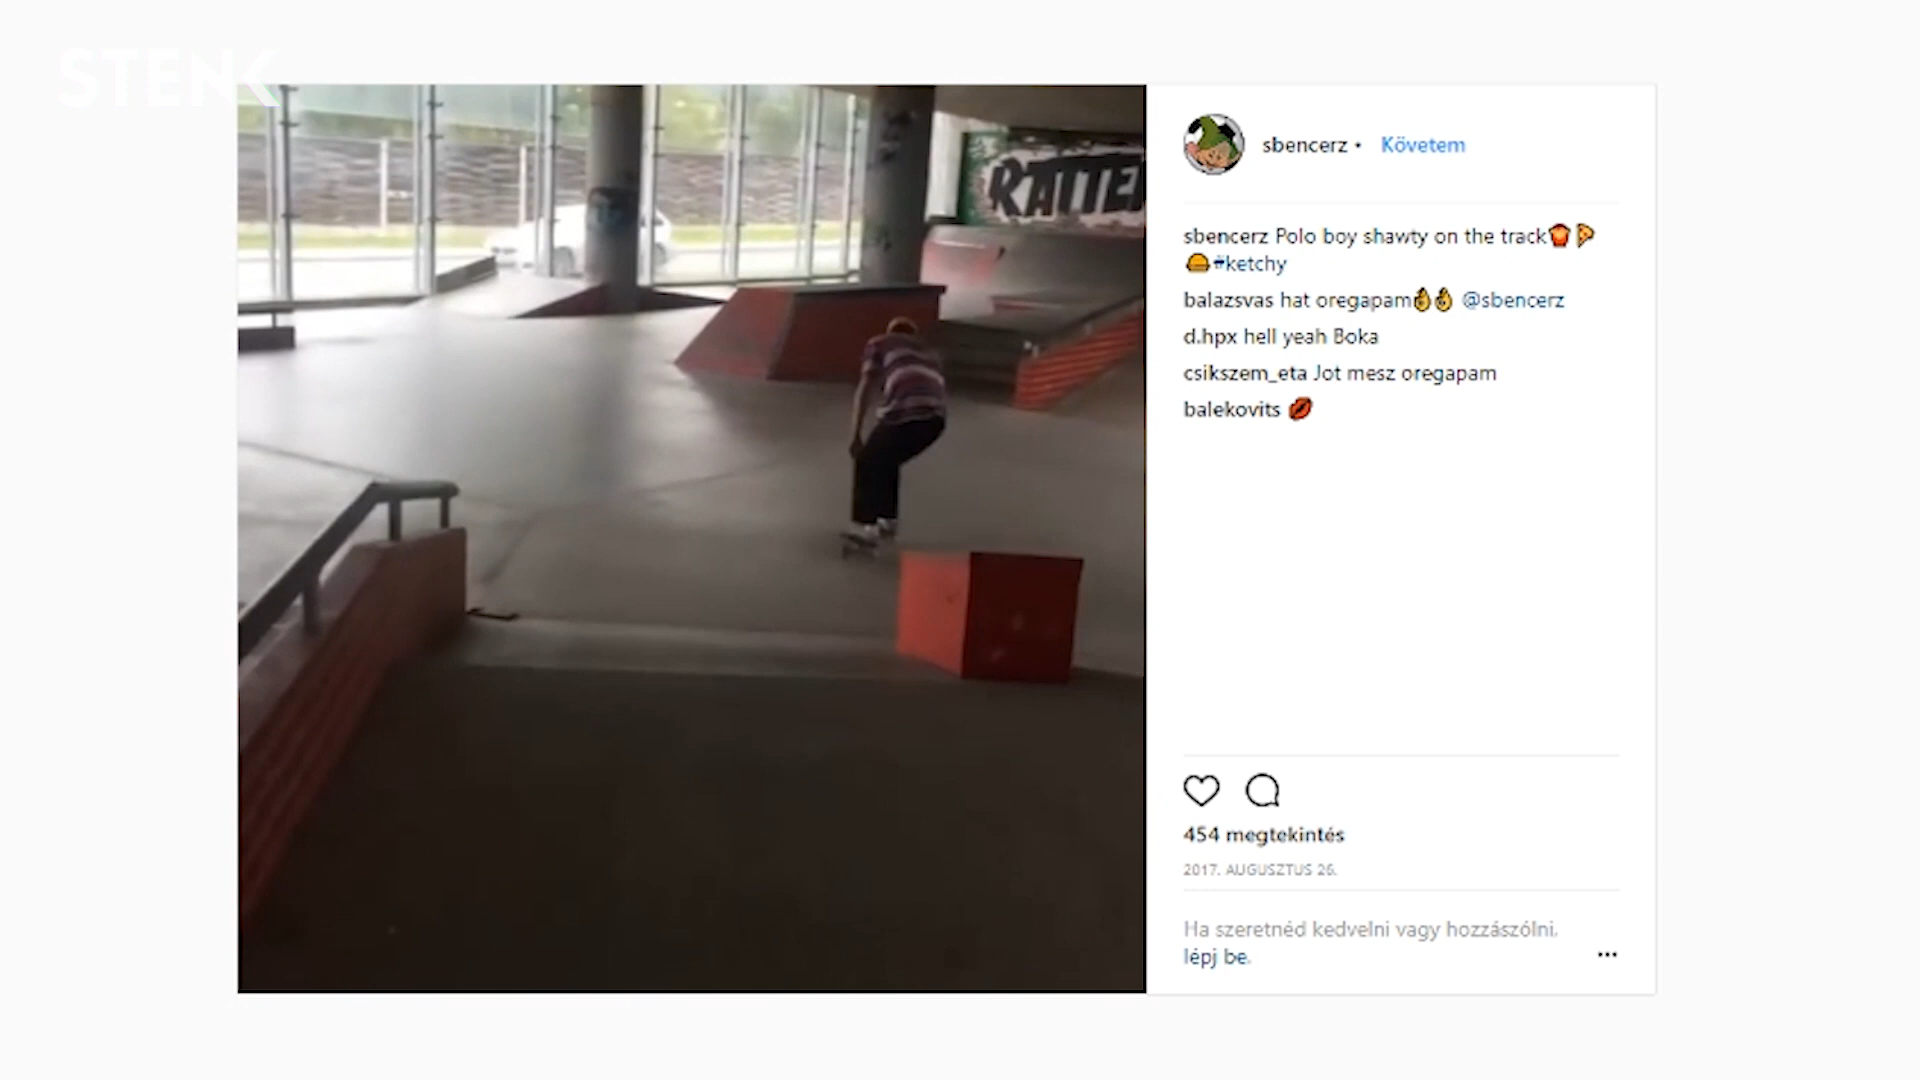 STENK
RATTE
sbencerz • Követem
sbencerz Polo boy shawty on the track
#ketchy
balazsvas hat oregapam👌👌 @sbencerz
d.hpx hell yeah Boka
csikszem_eta Jot mesz oregapam
balekovits 💋
454 megtekintés
2017. AUGUSZTUS 26.
Ha szeretnéd kedvelni vagy hozzászólni,
lépj be.